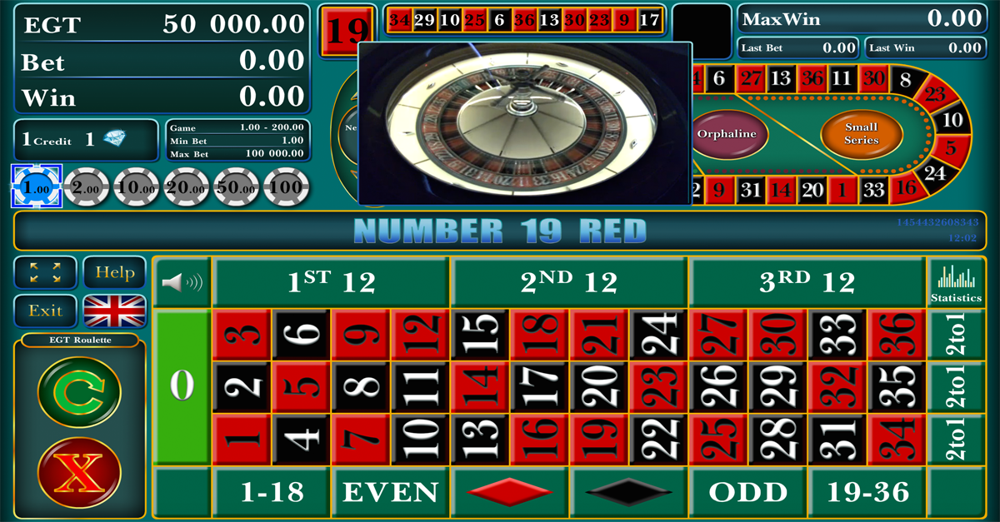 EGT 50 000.00
Bet 0.00
Win 0.00
19
34 29 10 25 6 36 13 30 23 9 17
MaxWin 0.00
Last Bet 0.00
Last Win 0.00
1 Credit 1
Game 1.00 - 200.00
Min Bet 1.00
Max Bet 100 000.00
1.00 2.00 10.00 20.00 50.00 100
6 27 13 36 11 30 8 23 10 5 24 16 33 1 20 14 31 9
Orphaline
Small
Series
NUMBER 19 RED
1454432608343
12:02
Help
Exit
EGT Roulette
C
X
1ST 12 2ND 12 3RD 12
Statistics
0
3 6 9 12 15 18 21 24 27 30 33 36 2to1
2 5 8 11 14 17 20 23 26 29 32 35 2to1
1 4 7 10 13 16 19 22 25 28 31 34 2to1
1-18 EVEN ODD 19-36